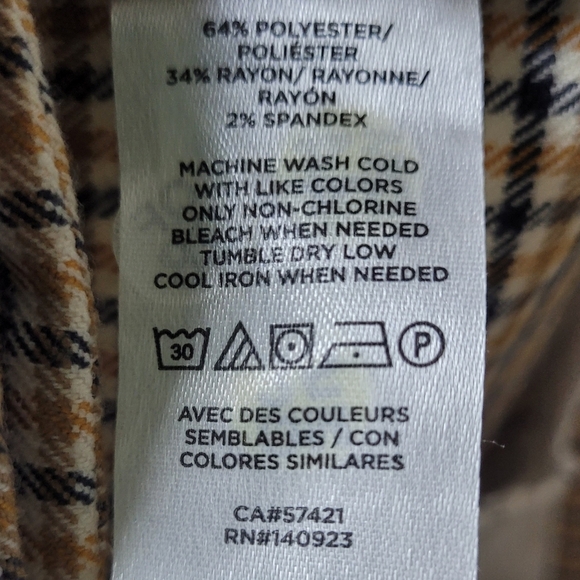 64% POLYESTER/
POLIÉSTER
34% RAYON/ RAYONNE/
RAYÓN
2% SPANDEX
MACHINE WASH COLD
WITH LIKE COLORS
ONLY NON-CHLORINE
BLEACH WHEN NEEDED
TUMBLE DRY LOW
COOL IRON WHEN NEEDED
30 P
AVEC DES COULEURS
SEMBLABLES / CON
COLORES SIMILARES
CA#57421
RN#140923